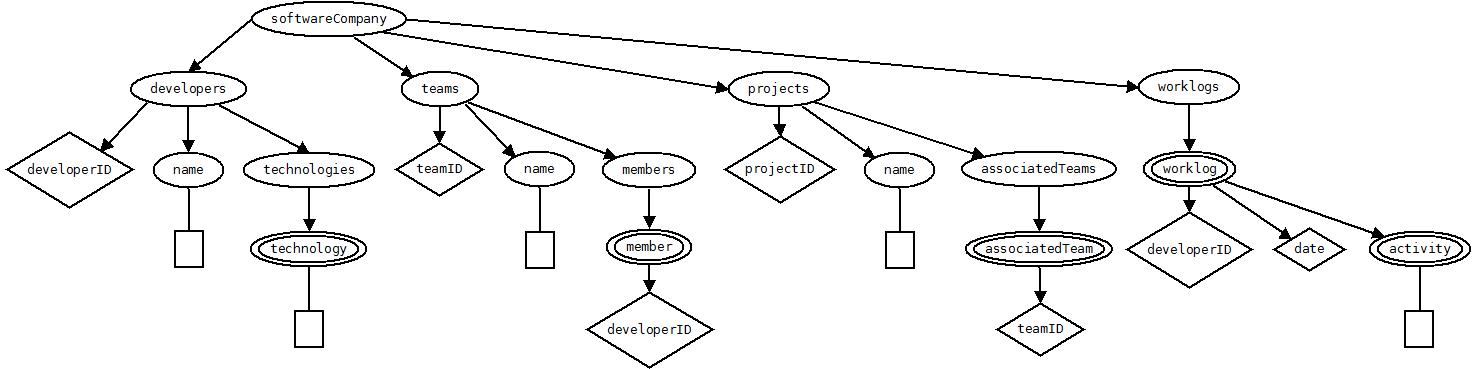 softwareCompany
developers
teams
projects
worklogs
developerID
name
technologies
teamID
name
members
projectID
name
associatedTeams
worklog
technology
member
associatedTeam
developerID
date
activity
developerID
teamID